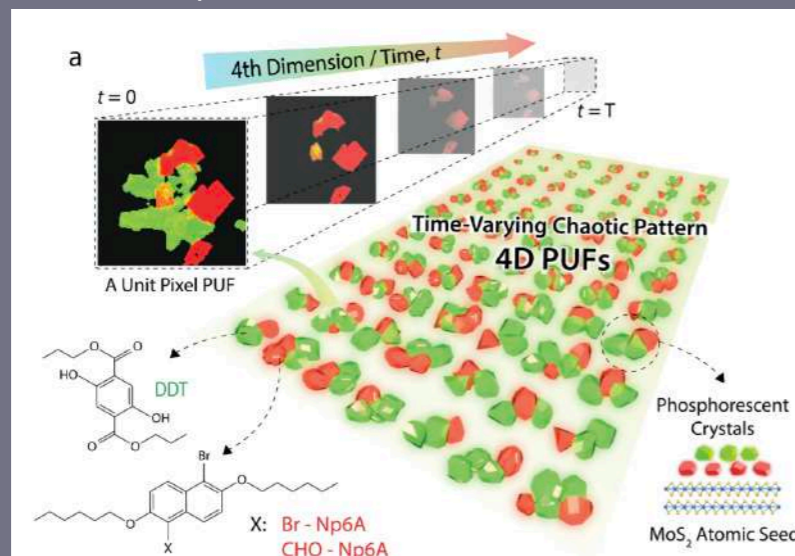 a
4th Dimension / Time, t
t = 0
t = T
Time-Varying Chaotic Pattern
4D PUFs
A Unit Pixel PUF
O
O
HO
DDT
OH
O
O
Phosphorescent
Crystals
Br
O
O
X
X: Br - Np6A
CHO - Np6A
MoS₂ Atomic Seed